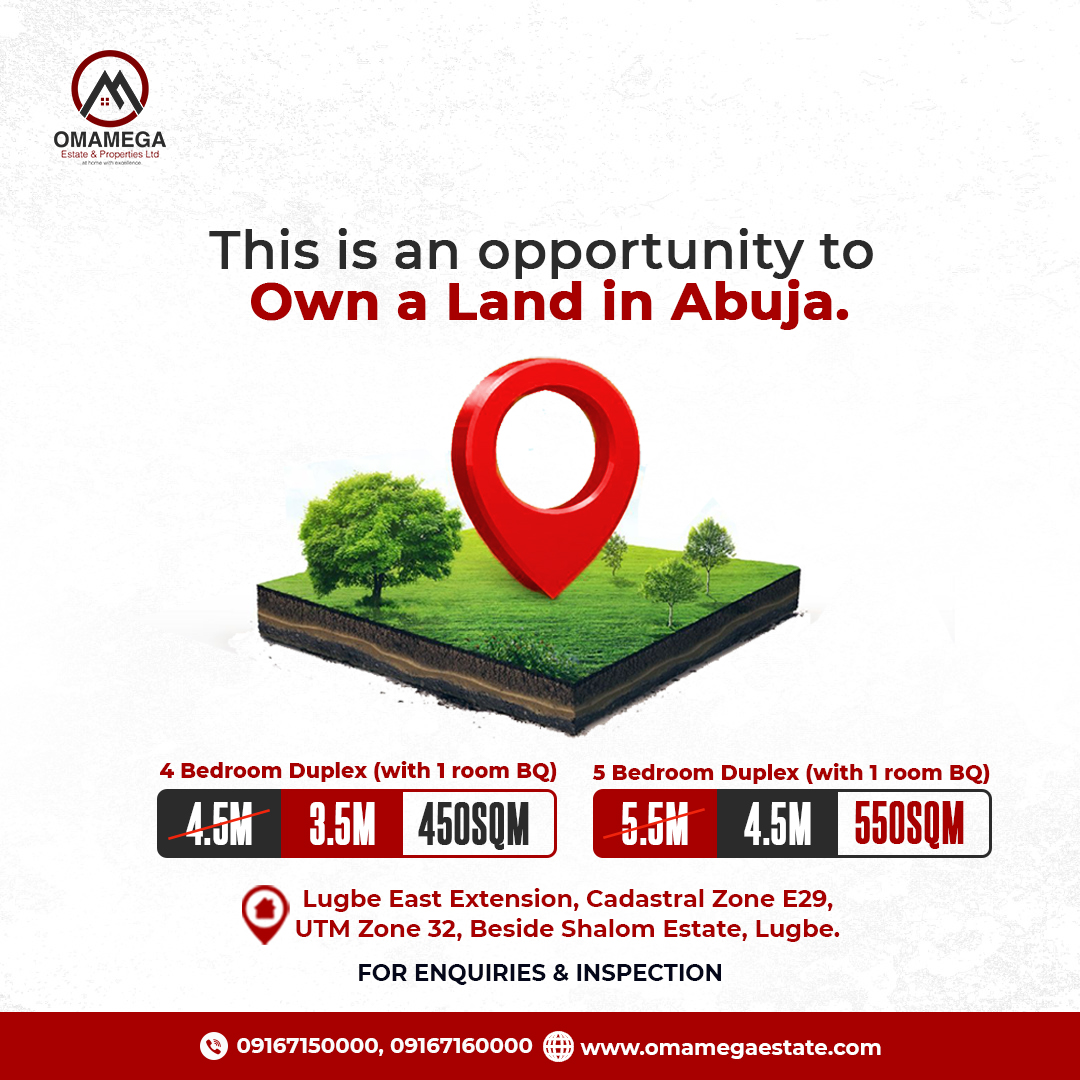 OMAMEGA
Estate & Properties Ltd
...at home with excellence
This is an opportunity to
Own a Land in Abuja.
4 Bedroom Duplex (with 1 room BQ)
4.5M 3.5M 450SQM
5 Bedroom Duplex (with 1 room BQ)
5.5M 4.5M 550SQM
Lugbe East Extension, Cadastral Zone E29,
UTM Zone 32, Beside Shalom Estate, Lugbe.
FOR ENQUIRIES & INSPECTION
09167150000, 09167160000 www.omamegaestate.com